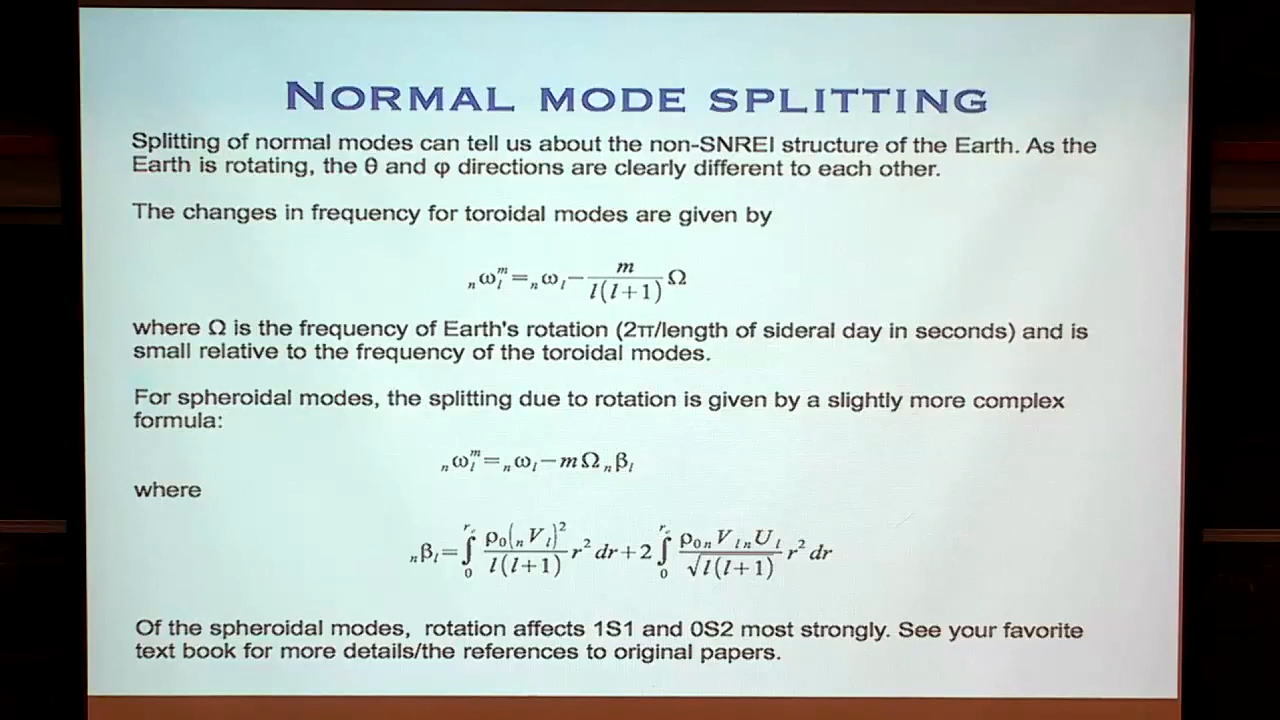 NORMAL MODE SPLITTING
Splitting of normal modes can tell us about the non-SNREI structure of the Earth. As the
Earth is rotating, the θ and φ directions are clearly different to each other.
The changes in frequency for toroidal modes are given by
ₙωₗᵐ = ₙωₗ − m/(l(l+1)) Ω
where Ω is the frequency of Earth's rotation (2π/length of sideral day in seconds) and is
small relative to the frequency of the toroidal modes.
For spheroidal modes, the splitting due to rotation is given by a slightly more complex
formula:
ₙωₗᵐ = ₙωₗ − mΩ ₙβₗ
where
ₙβₗ = ∫₀^{rₑ} ρ₀(ₙVₗ)²/(l(l+1)) r² dr + 2 ∫₀^{rₑ} ρ₀ ₙVₗ ₙUₗ/√(l(l+1)) r² dr
Of the spheroidal modes, rotation affects 1S1 and 0S2 most strongly. See your favorite
text book for more details/the references to original papers.